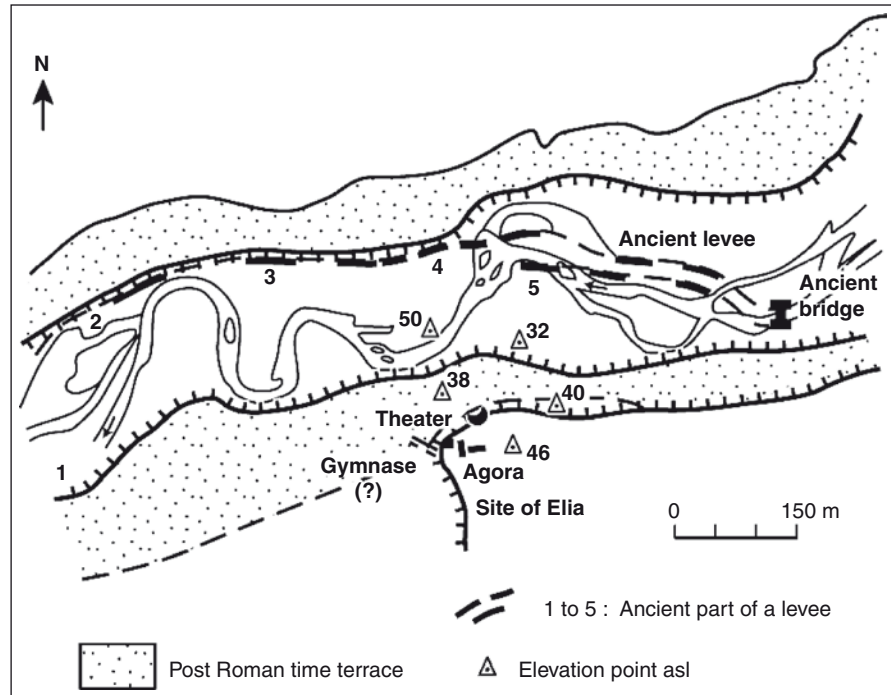 N
Ancient levee
Ancient
bridge
4
3
5
2
50
32
38
40
Theater
46
Gymnase
(?)
Agora
1
Site of Elia
0 150 m
1 to 5 : Ancient part of a levee
Post Roman time terrace
Elevation point asl